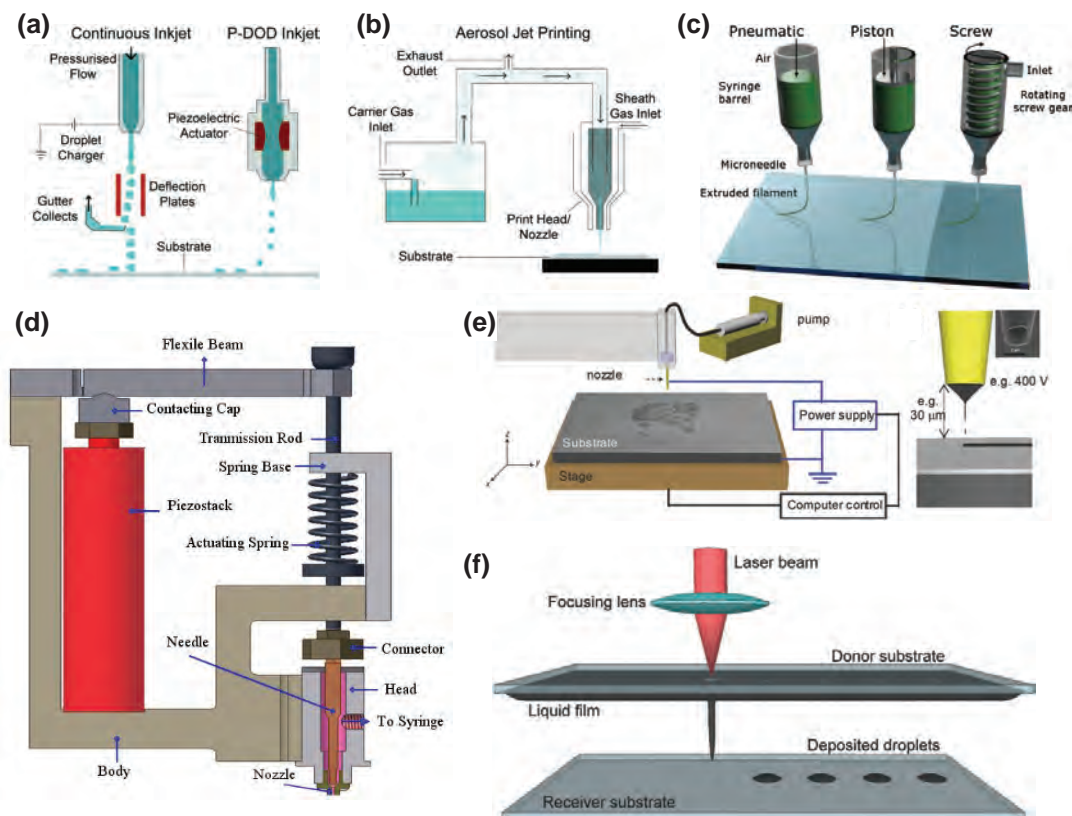 (a)
Continuous Inkjet
P-DOD Inkjet
Pressurised
Flow
Piezoelectric
Actuator
Droplet
Charger
Deflection
Plates
Gutter
Collects
Substrate
(b)
Aerosol Jet Printing
Exhaust
Outlet
Sheath
Gas Inlet
Carrier Gas
Inlet
Print Head/
Nozzle
Substrate
(c)
Pneumatic
Piston
Screw
Air
Inlet
Syringe
barrel
Rotating
screw gear
Microneedle
Extruded filament
(d)
Flexile Beam
Contacting Cap
Tranmission Rod
Spring Base
Piezostack
Actuating Spring
Needle
Connector
Head
To Syringe
Body
Nozzle
(e)
pump
nozzle
e.g. 400 V
e.g.
30 µm
Power supply
Substrate
Stage
z
y
x
Computer control
(f)
Laser beam
Focusing lens
Donor substrate
Liquid film
Deposited droplets
Receiver substrate